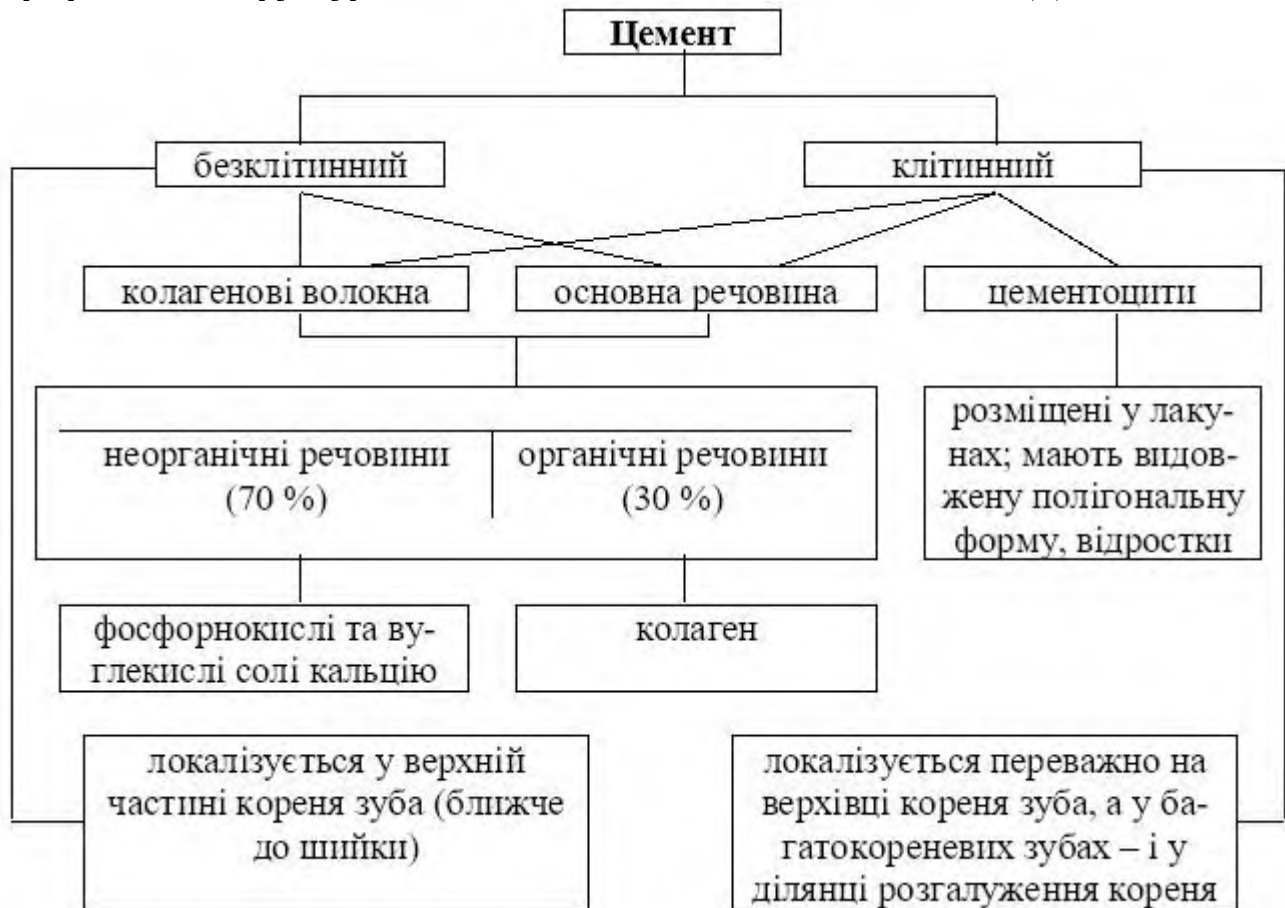 Цемент
безклітинний
клітинний
колагенові волокна
основна речовина
цементоцити
неорганічні речовини
(70 %)
органічні речовини
(30 %)
розміщені у лаку-
нах; мають видов-
жену полігональну
форму, відростки
фосфорнокислі та ву-
глекислі солі кальцію
колаген
локалізується у верхній
частині кореня зуба (ближче
до шийки)
локалізується переважно на
верхівці кореня зуба, а у ба-
гатокореневих зубах – і у
ділянці розгалуження кореня